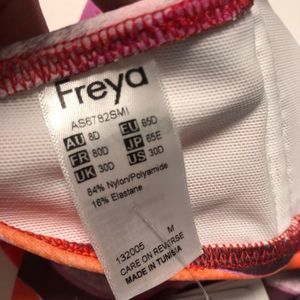 Freya
AS6782SMI
AU 8D EU 65D
FR 80D JP 65E
UK 30D US 30D
84% Nylon/Polyamide
16% Elastane
132005 M
CARE ON REVERSE
MADE IN TUNISIA